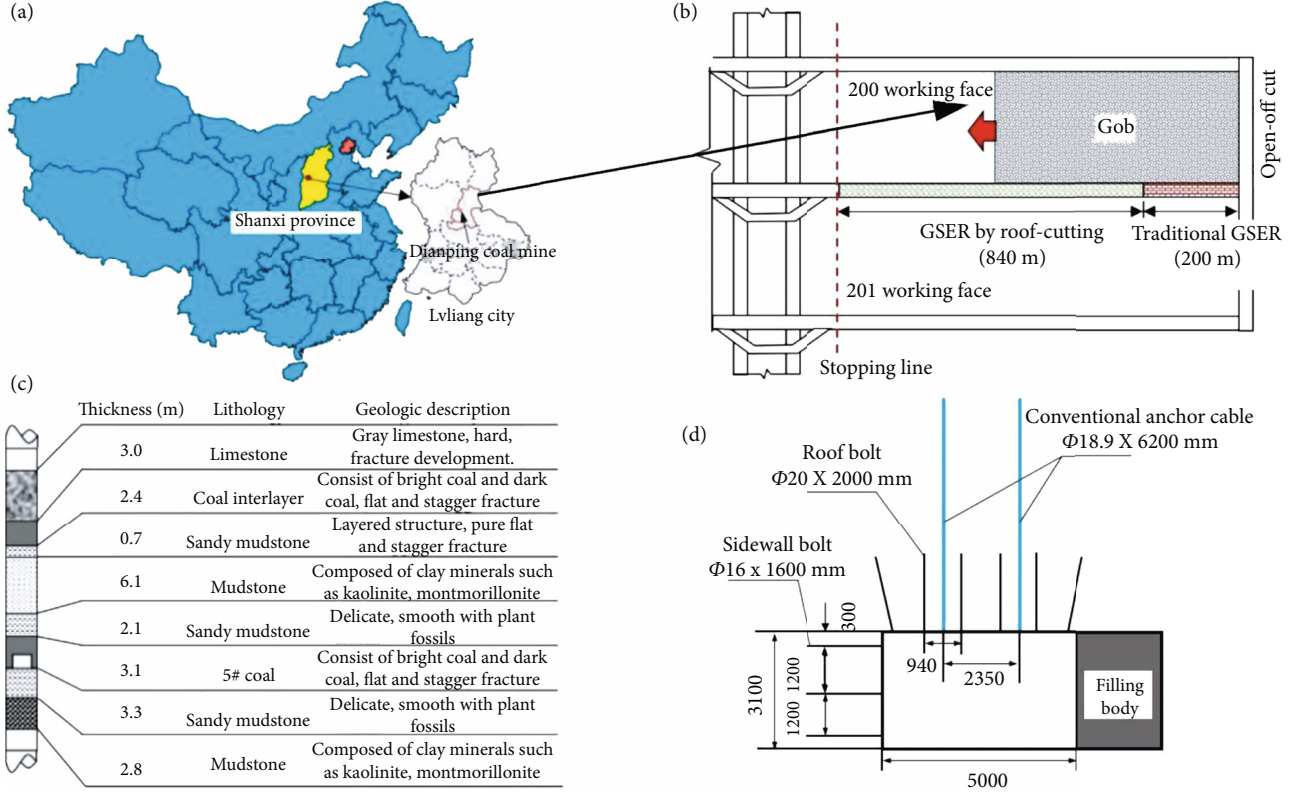 (a)
Shanxi province
Dianping coal mine
Lvliang city
(b)
200 working face
Gob
Open-off cut
GSER by roof-cutting
(840 m)
Traditional GSER
(200 m)
201 working face
Stopping line
(c)
Thickness (m) Lithology Geologic description
3.0 Limestone Gray limestone, hard,
fracture development.
2.4 Coal interlayer Consist of bright coal and dark
coal, flat and stagger fracture
0.7 Sandy mudstone Layered structure, pure flat
and stagger fracture
6.1 Mudstone Composed of clay minerals such
as kaolinite, montmorillonite
2.1 Sandy mudstone Delicate, smooth with plant
fossils
3.1 5# coal Consist of bright coal and dark
coal, flat and stagger fracture
3.3 Sandy mudstone Delicate, smooth with plant
fossils
2.8 Mudstone Composed of clay minerals such
as kaolinite, montmorillonite
(d)
Conventional anchor cable
Φ18.9 X 6200 mm
Roof bolt
Φ20 X 2000 mm
Sidewall bolt
Φ16 x 1600 mm
300
940
2350
1200
1200
3100
Filling
body
5000